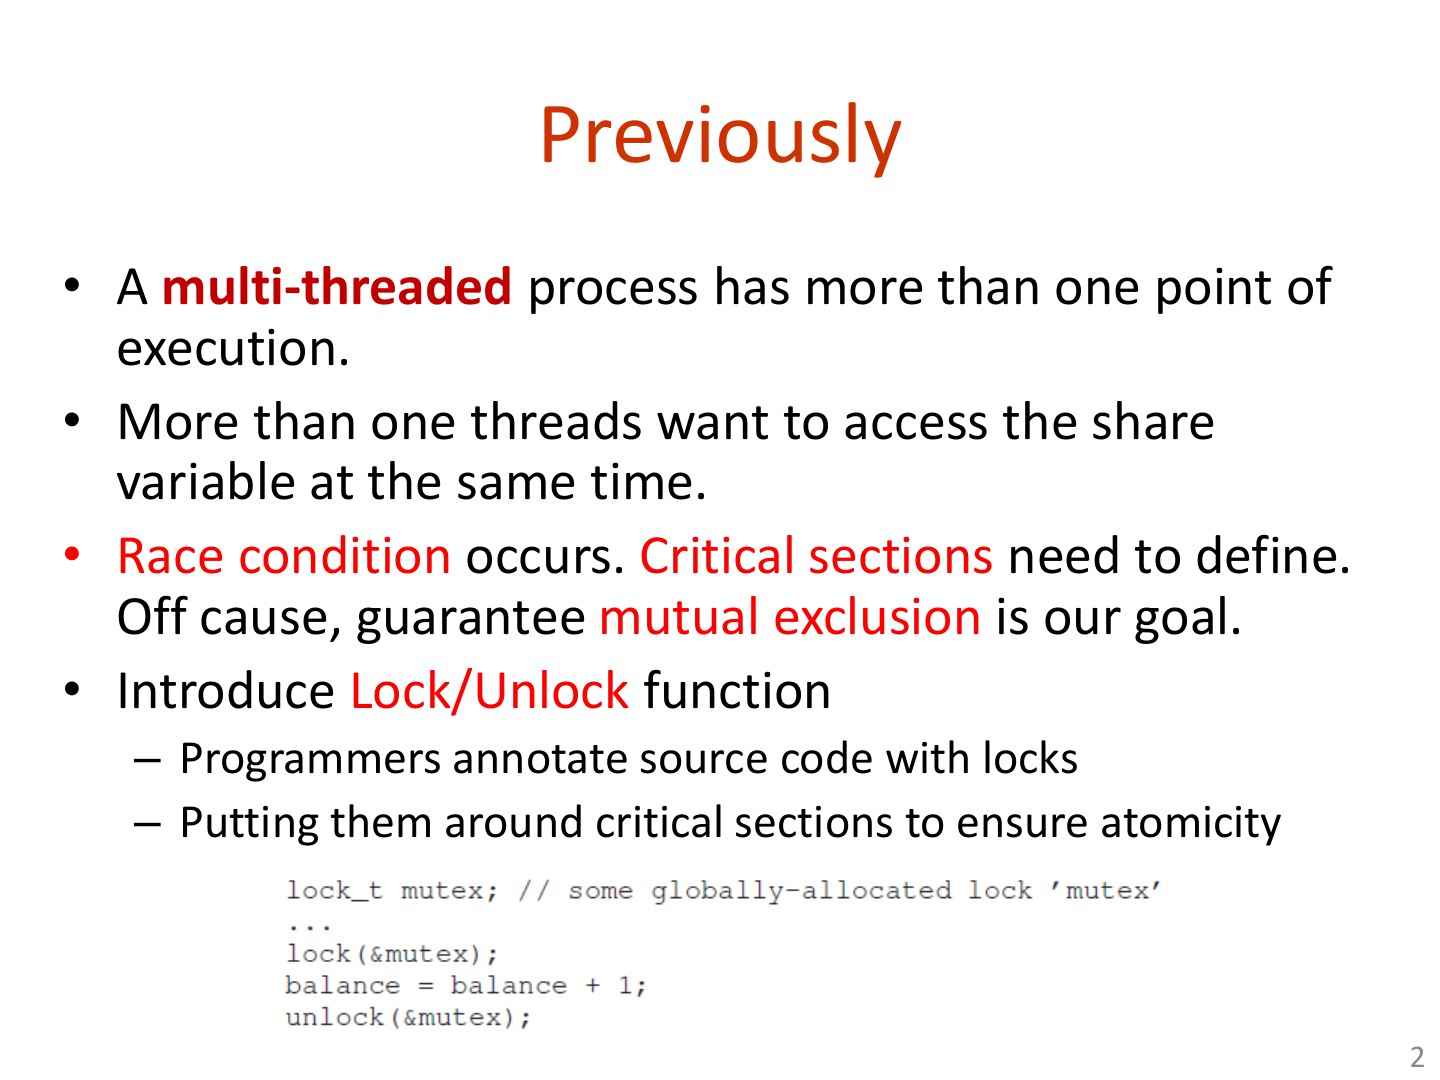 Previously
• A multi-threaded process has more than one point of
execution.
• More than one threads want to access the share
variable at the same time.
• Race condition occurs. Critical sections need to define.
Off cause, guarantee mutual exclusion is our goal.
• Introduce Lock/Unlock function
– Programmers annotate source code with locks
– Putting them around critical sections to ensure atomicity
lock_t mutex; // some globally-allocated lock ’mutex’
...
lock(&mutex);
balance = balance + 1;
unlock(&mutex);
2